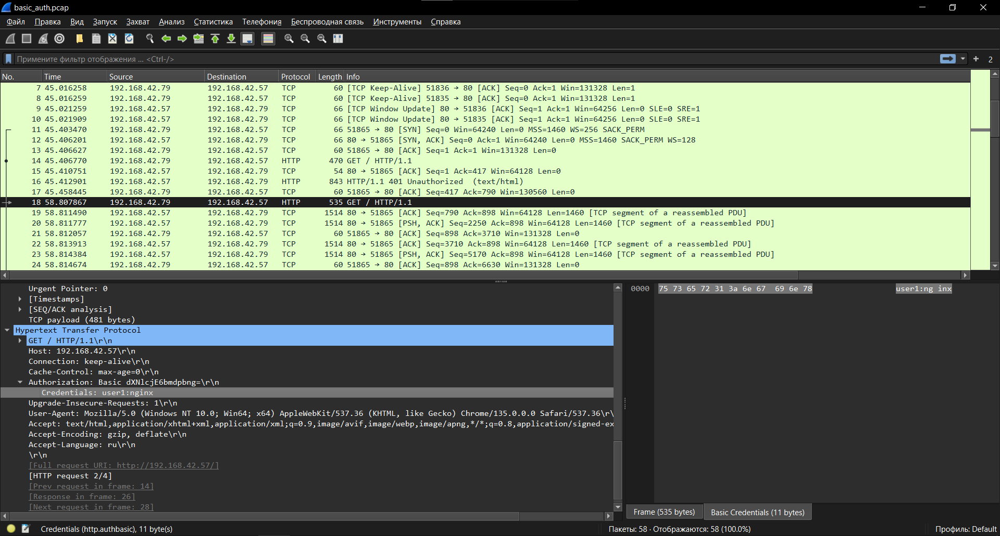 basic_auth.pcap
Файл Правка Вид Запуск Захват Анализ Статистика Телефония Беспроводная связь Инструменты Справка
Примените фильтр отображения ... <Ctrl-/> + 2
No. Time Source Destination Protocol Length Info
7 45.016258 192.168.42.79 192.168.42.57 TCP 60 [TCP Keep-Alive] 51836 → 80 [ACK] Seq=0 Ack=1 Win=131328 Len=1
8 45.016259 192.168.42.79 192.168.42.57 TCP 60 [TCP Keep-Alive] 51835 → 80 [ACK] Seq=0 Ack=1 Win=131328 Len=1
9 45.021259 192.168.42.57 192.168.42.79 TCP 66 [TCP Window Update] 80 → 51836 [ACK] Seq=1 Ack=1 Win=64256 Len=0 SLE=0 SRE=1
10 45.021909 192.168.42.57 192.168.42.79 TCP 66 [TCP Window Update] 80 → 51835 [ACK] Seq=1 Ack=1 Win=64256 Len=0 SLE=0 SRE=1
11 45.403470 192.168.42.79 192.168.42.57 TCP 66 51865 → 80 [SYN] Seq=0 Win=64240 Len=0 MSS=1460 WS=256 SACK_PERM
12 45.406201 192.168.42.57 192.168.42.79 TCP 66 80 → 51865 [SYN, ACK] Seq=0 Ack=1 Win=64240 Len=0 MSS=1460 SACK_PERM WS=128
13 45.406627 192.168.42.79 192.168.42.57 TCP 60 51865 → 80 [ACK] Seq=1 Ack=1 Win=131328 Len=0
14 45.406770 192.168.42.79 192.168.42.57 HTTP 470 GET / HTTP/1.1
15 45.410751 192.168.42.57 192.168.42.79 TCP 54 80 → 51865 [ACK] Seq=1 Ack=417 Win=64128 Len=0
16 45.412901 192.168.42.57 192.168.42.79 HTTP 843 HTTP/1.1 401 Unauthorized (text/html)
17 45.458445 192.168.42.79 192.168.42.57 TCP 60 51865 → 80 [ACK] Seq=417 Ack=790 Win=130560 Len=0
18 58.807867 192.168.42.79 192.168.42.57 HTTP 535 GET / HTTP/1.1
19 58.811490 192.168.42.57 192.168.42.79 TCP 1514 80 → 51865 [ACK] Seq=790 Ack=898 Win=64128 Len=1460 [TCP segment of a reassembled PDU]
20 58.811777 192.168.42.57 192.168.42.79 TCP 1514 80 → 51865 [PSH, ACK] Seq=2250 Ack=898 Win=64128 Len=1460 [TCP segment of a reassembled PDU]
21 58.812057 192.168.42.79 192.168.42.57 TCP 60 51865 → 80 [ACK] Seq=898 Ack=3710 Win=131328 Len=0
22 58.813913 192.168.42.57 192.168.42.79 TCP 1514 80 → 51865 [ACK] Seq=3710 Ack=898 Win=64128 Len=1460 [TCP segment of a reassembled PDU]
23 58.814384 192.168.42.57 192.168.42.79 TCP 1514 80 → 51865 [PSH, ACK] Seq=5170 Ack=898 Win=64128 Len=1460 [TCP segment of a reassembled PDU]
24 58.814674 192.168.42.79 192.168.42.57 TCP 60 51865 → 80 [ACK] Seq=898 Ack=6630 Win=131328 Len=0
Urgent Pointer: 0
[Timestamps]
[SEQ/ACK analysis]
TCP payload (481 bytes)
Hypertext Transfer Protocol
GET / HTTP/1.1\r\n
Host: 192.168.42.57\r\n
Connection: keep-alive\r\n
Cache-Control: max-age=0\r\n
Authorization: Basic dXNlcjE6bmdpbng=\r\n
Credentials: user1:nginx
Upgrade-Insecure-Requests: 1\r\n
User-Agent: Mozilla/5.0 (Windows NT 10.0; Win64; x64) AppleWebKit/537.36 (KHTML, like Gecko) Chrome/135.0.0.0 Safari/537.36\r\
Accept: text/html,application/xhtml+xml,application/xml;q=0.9,image/avif,image/webp,image/apng,*/*;q=0.8,application/signed-ex
Accept-Encoding: gzip, deflate\r\n
Accept-Language: ru\r\n
\r\n
[Full request URI: http://192.168.42.57/]
[HTTP request 2/4]
[Prev request in frame: 14]
[Response in frame: 26]
[Next request in frame: 28]
0000 75 73 65 72 31 3a 6e 67 69 6e 78 user1:ng inx
Frame (535 bytes) Basic Credentials (11 bytes)
Credentials (http.authbasic), 11 byte(s) Пакеты: 58 · Отображаются: 58 (100.0%) Профиль: Default